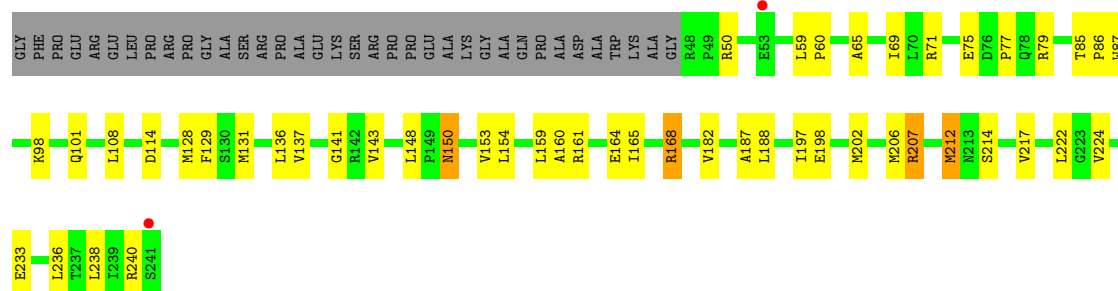 GLY PHE PRO GLU ARG GLU LEU PRO ARG PRO GLY ALA SER ARG PRO ALA GLU LYS SER ARG PRO PRO GLU ALA LYS GLY ALA GLN PRO ALA ASP ALA TRP LYS ALA GLY R48 P49 R50 E53 L59 P60 A65 I69 L70 R71 E75 D76 P77 Q78 R79 T85 P86 W87
K98 Q101 L108 D114 M128 F129 S130 M131 L136 V137 G141 R142 V143 L148 P149 N150 V153 L154 L159 A160 R161 E164 I165 R168 V182 A187 L188 I197 E198 M202 M206 R207 M212 N213 S214 V217 L222 G223 V224
E233 L236 T237 L238 I239 R240 S241